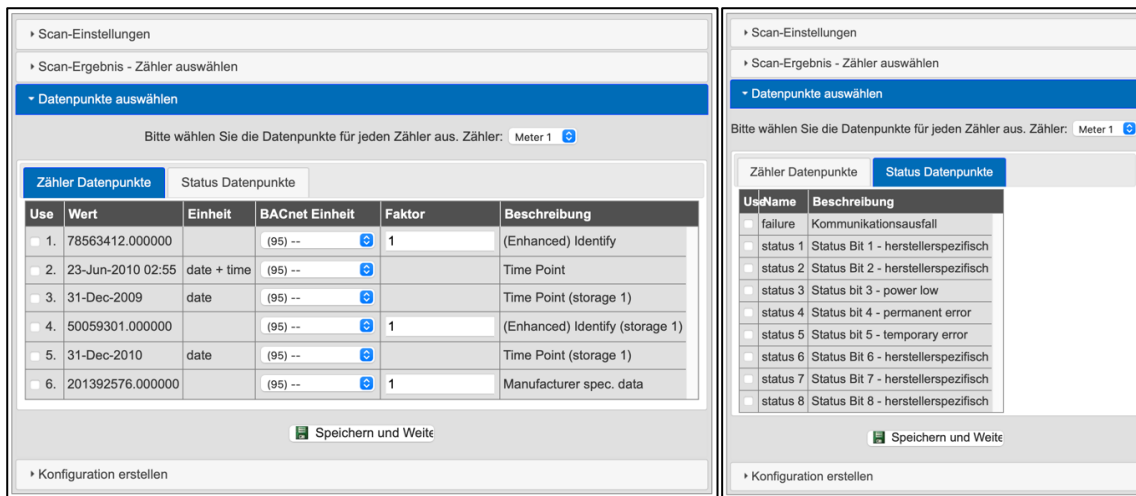 Scan-Einstellungen
Scan-Ergebnis - Zähler auswählen
Datenpunkte auswählen
Bitte wählen Sie die Datenpunkte für jeden Zähler aus. Zähler: Meter 1
Zähler Datenpunkte Status Datenpunkte
Use Wert Einheit BACnet Einheit Faktor Beschreibung
1. 78563412.000000 (95) -- 1 (Enhanced) Identify
2. 23-Jun-2010 02:55 date + time (95) -- Time Point
3. 31-Dec-2009 date (95) -- Time Point (storage 1)
4. 50059301.000000 (95) -- 1 (Enhanced) Identify (storage 1)
5. 31-Dec-2010 date (95) -- Time Point (storage 1)
6. 201392576.000000 (95) -- 1 Manufacturer spec. data
Speichern und Weite
Konfiguration erstellen
Scan-Einstellungen
Scan-Ergebnis - Zähler auswählen
Datenpunkte auswählen
Bitte wählen Sie die Datenpunkte für jeden Zähler aus. Zähler: Meter 1
Zähler Datenpunkte Status Datenpunkte
Use Name Beschreibung
failure Kommunikationsausfall
status 1 Status Bit 1 - herstellerspezifisch
status 2 Status Bit 2 - herstellerspezifisch
status 3 Status bit 3 - power low
status 4 Status bit 4 - permanent error
status 5 Status bit 5 - temporary error
status 6 Status Bit 6 - herstellerspezifisch
status 7 Status Bit 7 - herstellerspezifisch
status 8 Status Bit 8 - herstellerspezifisch
Speichern und Weite
Konfiguration erstellen